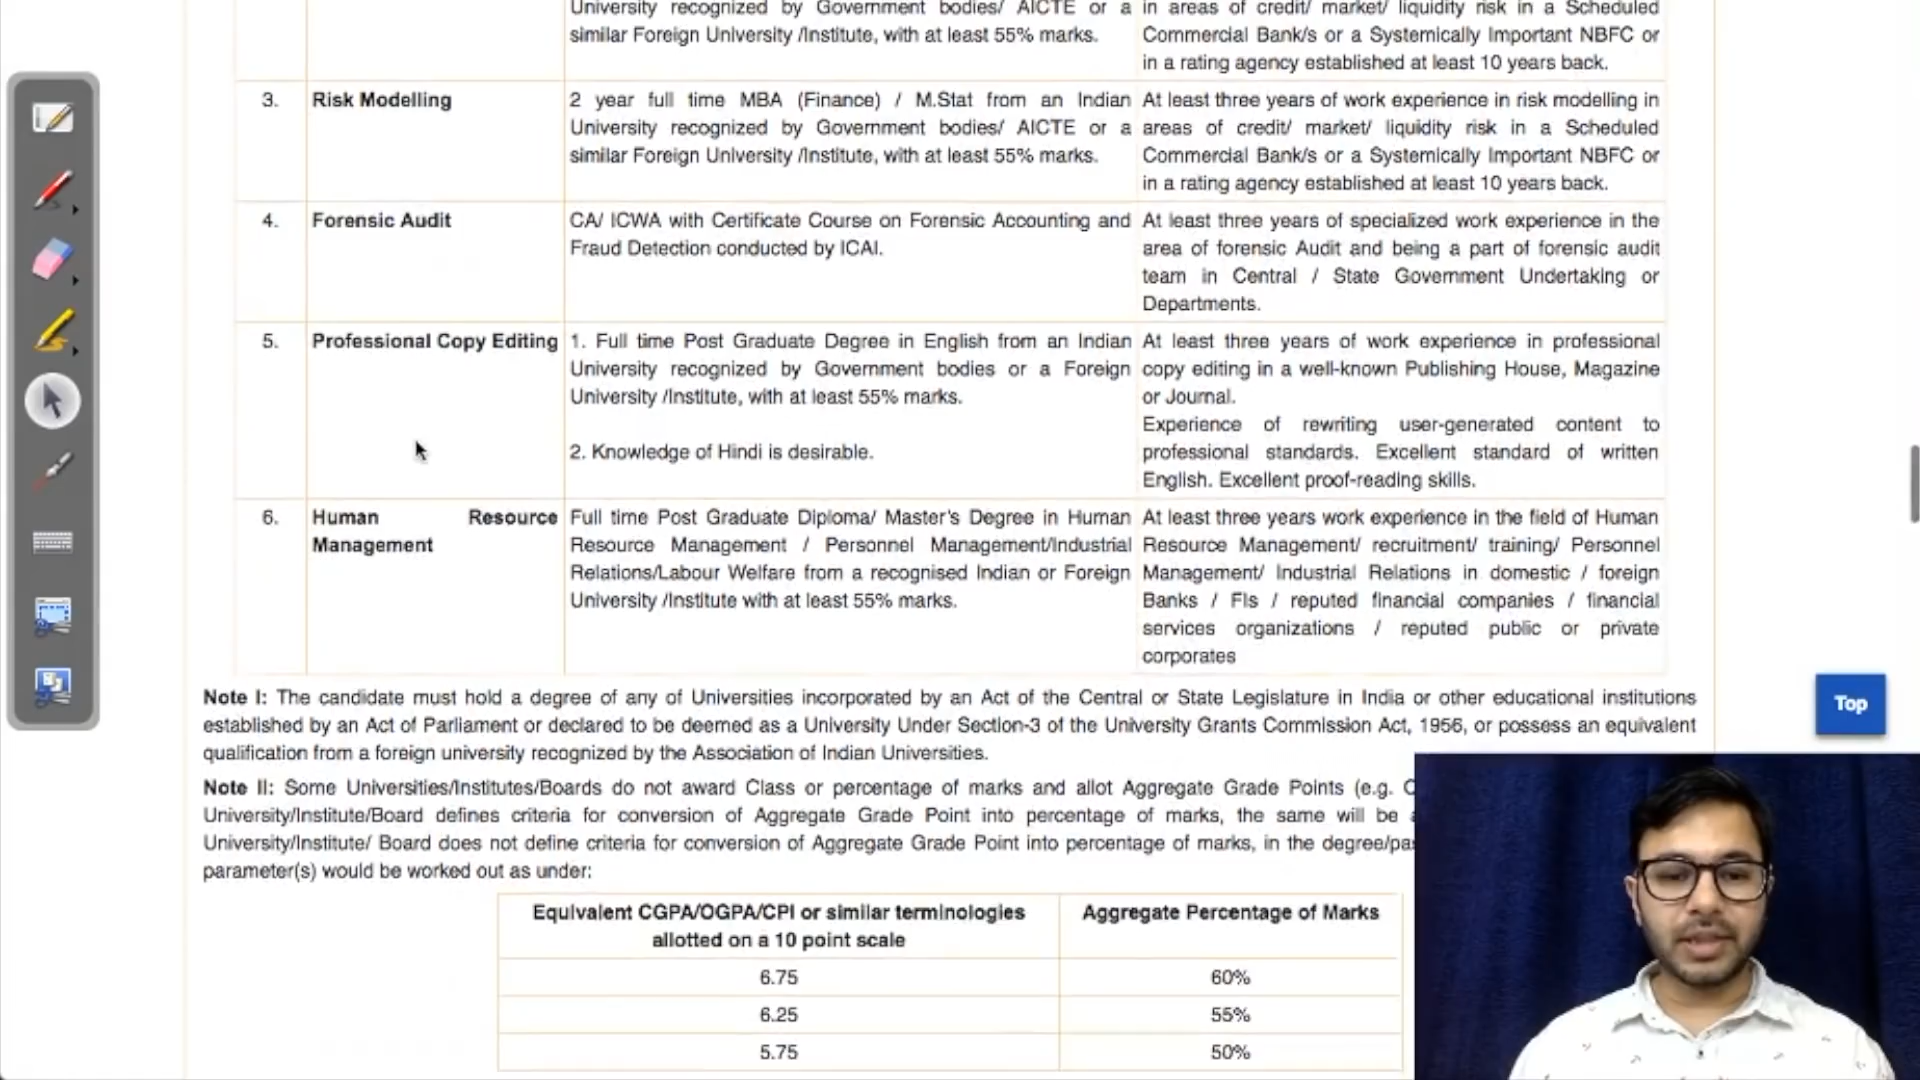 University recognized by Government bodies/ AICTE or a
similar Foreign University /Institute, with at least 55% marks.
in areas of credit/ market/ liquidity risk in a Scheduled
Commercial Bank/s or a Systemically Important NBFC or
in a rating agency established at least 10 years back.
3.
Risk Modelling
2 year full time MBA (Finance) / M.Stat from an Indian
University recognized by Government bodies/ AICTE or a
similar Foreign University /Institute, with at least 55% marks.
At least three years of work experience in risk modelling in
areas of credit/ market/ liquidity risk in a Scheduled
Commercial Bank/s or a Systemically Important NBFC or
in a rating agency established at least 10 years back.
4.
Forensic Audit
CA/ ICWA with Certificate Course on Forensic Accounting and
Fraud Detection conducted by ICAI.
At least three years of specialized work experience in the
area of forensic Audit and being a part of forensic audit
team in Central / State Government Undertaking or
Departments.
5.
Professional Copy Editing
1. Full time Post Graduate Degree in English from an Indian
University recognized by Government bodies or a Foreign
University /Institute, with at least 55% marks.
2. Knowledge of Hindi is desirable.
At least three years of work experience in professional
copy editing in a well-known Publishing House, Magazine
or Journal.
Experience of rewriting user-generated content to
professional standards. Excellent standard of written
English. Excellent proof-reading skills.
6.
Human Resource
Management
Full time Post Graduate Diploma/ Master's Degree in Human
Resource Management / Personnel Management/Industrial
Relations/Labour Welfare from a recognised Indian or Foreign
University /Institute with at least 55% marks.
At least three years work experience in the field of Human
Resource Management/ recruitment/ training/ Personnel
Management/ Industrial Relations in domestic / foreign
Banks / FIs / reputed financial companies / financial
services organizations / reputed public or private
corporates
Note I: The candidate must hold a degree of any of Universities incorporated by an Act of the Central or State Legislature in India or other educational institutions
established by an Act of Parliament or declared to be deemed as a University Under Section-3 of the University Grants Commission Act, 1956, or possess an equivalent
qualification from a foreign university recognized by the Association of Indian Universities.
Top
Note II: Some Universities/Institutes/Boards do not award Class or percentage of marks and allot Aggregate Grade Points (e.g.
University/Institute/Board defines criteria for conversion of Aggregate Grade Point into percentage of marks, the same will be
University/Institute/ Board does not define criteria for conversion of Aggregate Grade Point into percentage of marks, in the
parameter(s) would be worked out as under:
Equivalent CGPA/OGPA/CPI or similar terminologies
allotted on a 10 point scale
Aggregate Percentage of Marks
6.75
60%
6.25
55%
5.75
50%